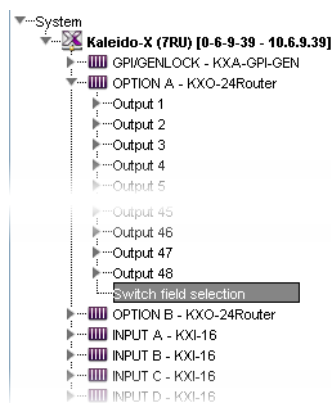 System
Kaleido-X (7RU) [0-6-9-39 - 10.6.9.39]
GPI/GENLOCK - KXA-GPI-GEN
OPTION A - KXO-24Router
Output 1
Output 2
Output 3
Output 4
Output 5
Output 45
Output 46
Output 47
Output 48
Switch field selection
OPTION B - KXO-24Router
INPUT A - KXI-16
INPUT B - KXI-16
INPUT C - KXI-16
INPUT D - KXI-16